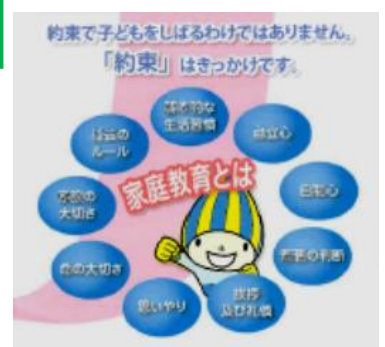 約束で子どもをしばるわけではありません。
「約束」はきっかけです。
家庭教育とは
基本的な
生活習慣
自立心
自制心
善悪の判断
挨拶
及び礼儀
思いやり
命の大切さ
家族の
大切さ
社会の
ルール